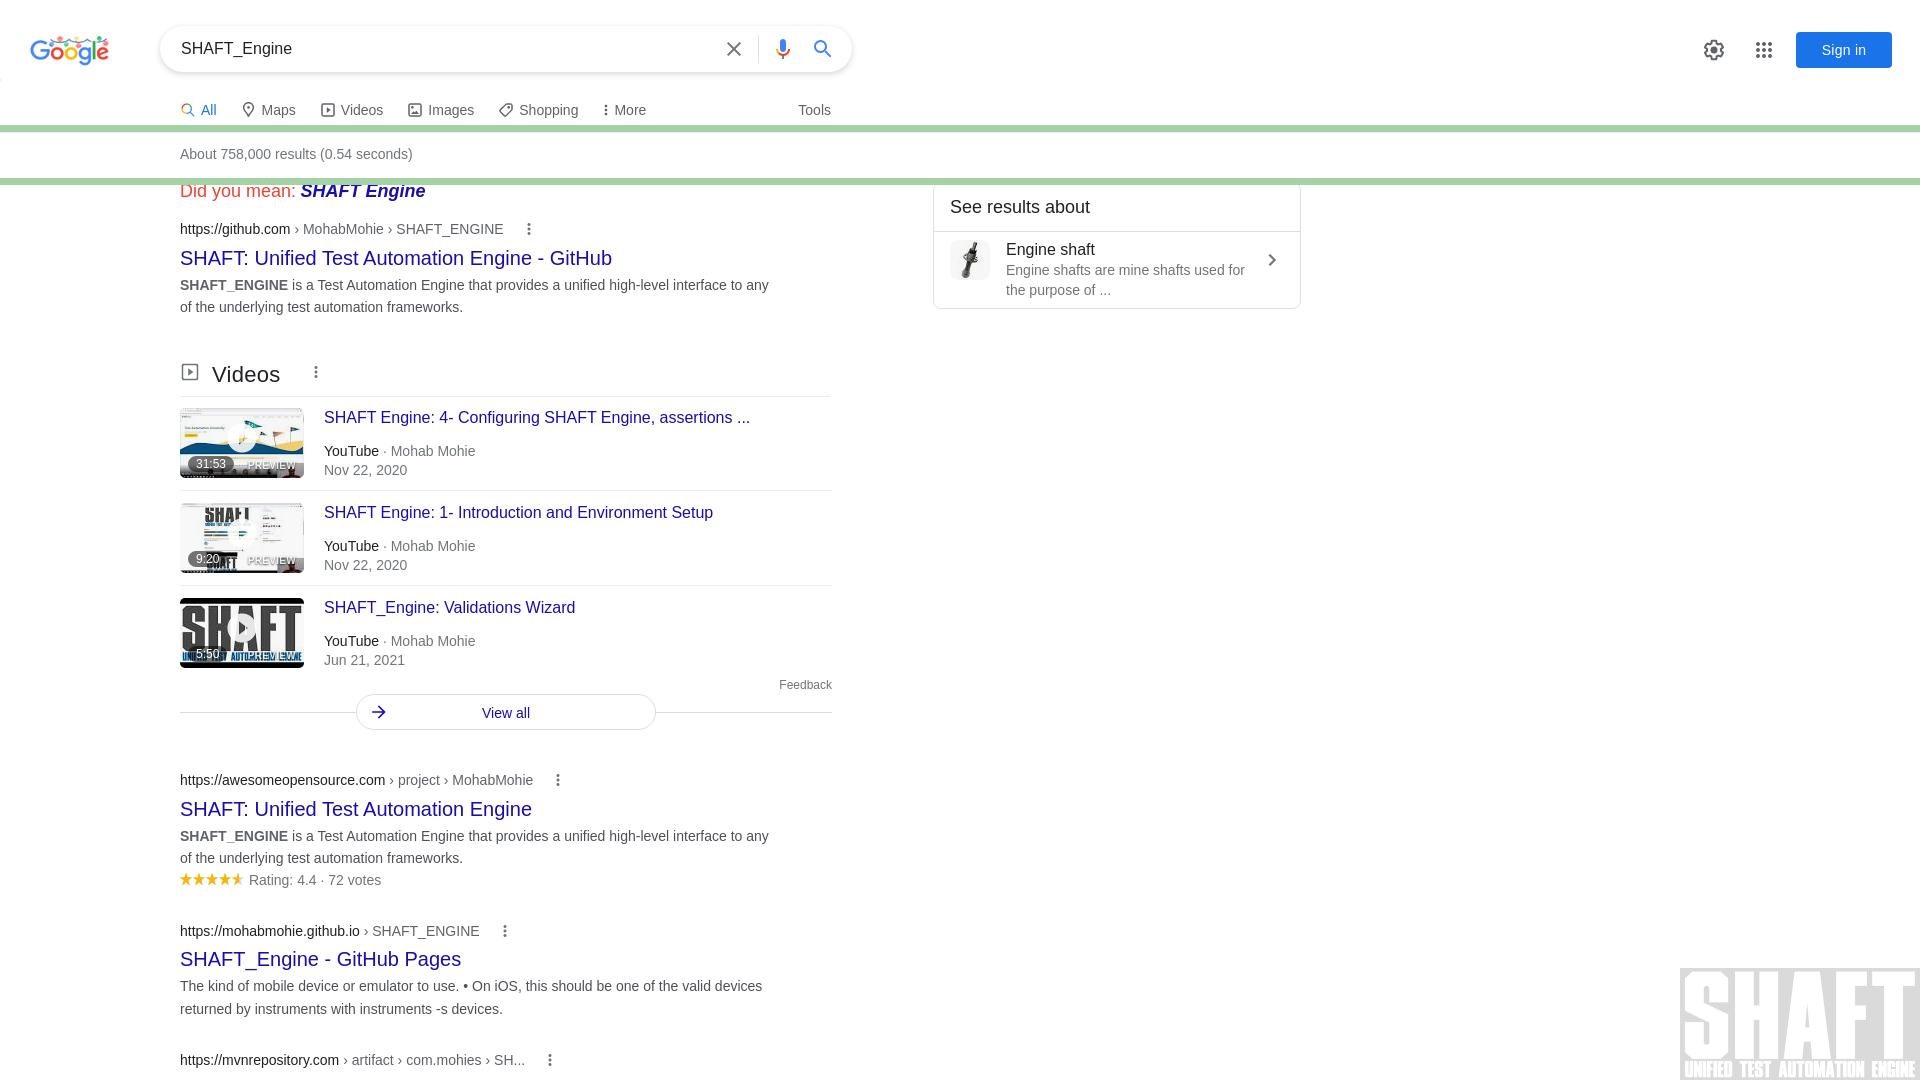 Google
SHAFT_Engine
Sign in
All
Maps
Videos
Images
Shopping
More
Tools
About 758,000 results (0.54 seconds)
Did you mean: SHAFT Engine
https://github.com › MohabMohie › SHAFT_ENGINE
SHAFT: Unified Test Automation Engine - GitHub
SHAFT_ENGINE is a Test Automation Engine that provides a unified high-level interface to any
of the underlying test automation frameworks.
See results about
Engine shaft
Engine shafts are mine shafts used for
the purpose of ...
Videos
SHAFT Engine: 4- Configuring SHAFT Engine, assertions ...
31:53
PREVIEW
YouTube · Mohab Mohie
Nov 22, 2020
SHAFT Engine: 1- Introduction and Environment Setup
SHAFT
9:20
PREVIEW
YouTube · Mohab Mohie
Nov 22, 2020
SHAFT_Engine: Validations Wizard
SHAFT
5:50
PREVIEW
UNIFIED TEST AUTOMATION ENGINE
YouTube · Mohab Mohie
Jun 21, 2021
Feedback
View all
https://awesomeopensource.com › project › MohabMohie
SHAFT: Unified Test Automation Engine
SHAFT_ENGINE is a Test Automation Engine that provides a unified high-level interface to any
of the underlying test automation frameworks.
Rating: 4.4 · 72 votes
https://mohabmohie.github.io › SHAFT_ENGINE
SHAFT_Engine - GitHub Pages
The kind of mobile device or emulator to use. • On iOS, this should be one of the valid devices
returned by instruments with instruments -s devices.
https://mvnrepository.com › artifact › com.mohies › SH...
SHAFT
UNIFIED TEST AUTOMATION ENGINE